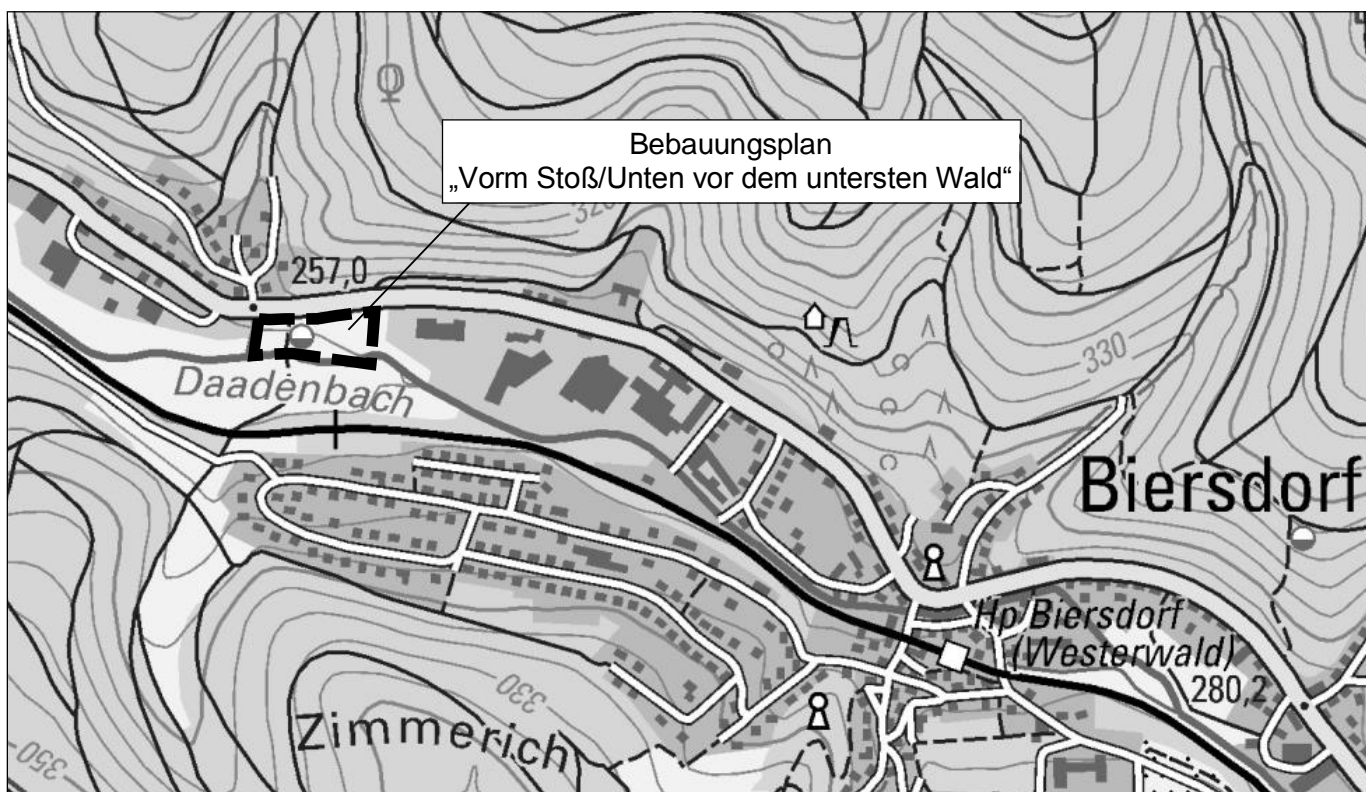 Bebauungsplan
„Vorm Stoß/Unten vor dem untersten Wald“
320
257,0
330
Daadenbach
Biersdorf
Hp Biersdorf
(Westerwald)
280,2
330
Zimmerich
350